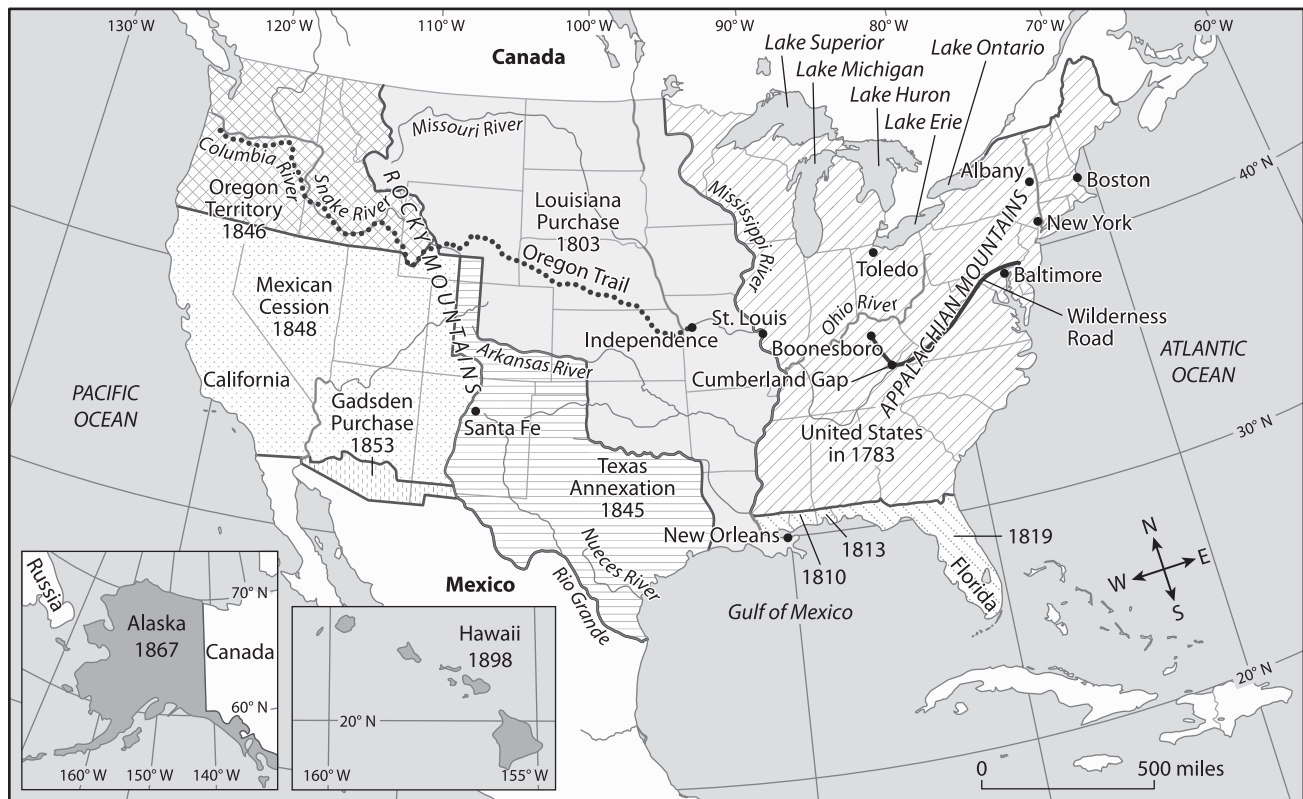 130° W
120° W
110° W
100° W
90° W
80° W
70° W
60° W
Canada
Lake Superior
Lake Michigan
Lake Huron
Lake Erie
Lake Ontario
40° N
Missouri River
Columbia River
Snake River
Oregon
Territory
1846
ROCKY MOUNTAINS
Louisiana
Purchase
1803
Mississippi River
Albany
Boston
New York
Toledo
Baltimore
APPALACHIAN MOUNTAINS
Oregon Trail
Ohio River
Wilderness
Road
Mexican
Cession
1848
Independence
St. Louis
Boonesboro
Cumberland Gap
Arkansas River
ATLANTIC
OCEAN
PACIFIC
OCEAN
California
Gadsden
Purchase
1853
Santa Fe
United States
in 1783
30° N
Texas
Annexation
1845
New Orleans
1810
1813
1819
Florida
Nueces River
Rio Grande
Mexico
Gulf of Mexico
N
E
S
W
20° N
Russia
Alaska
1867
Canada
70° N
60° N
160° W
150° W
140° W
Hawaii
1898
20° N
160° W
155° W
0
500 miles